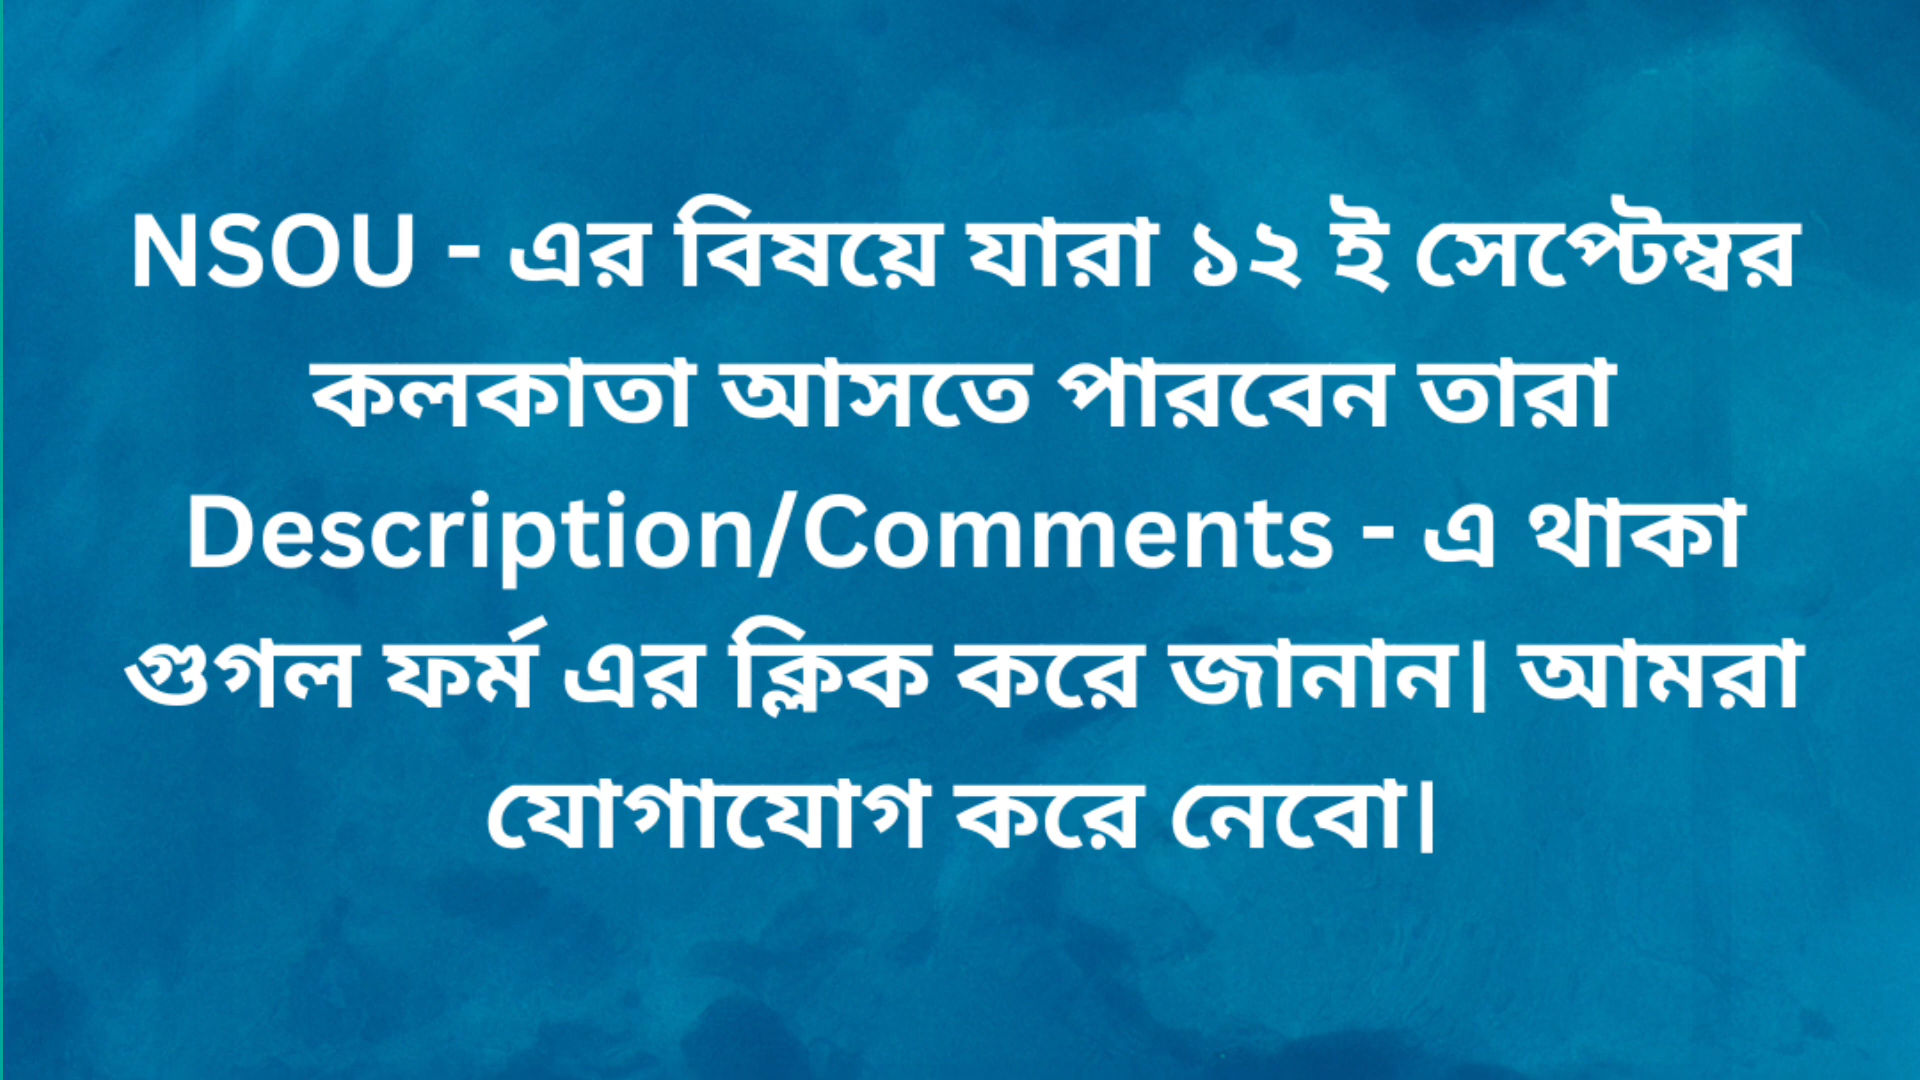 NSOU - এর বিষয়ে যারা ১২ ই সেপ্টেম্বর
কলকাতা আসতে পারবেন তারা
Description/Comments - এ থাকা
গুগল ফর্ম এর ক্লিক করে জানান। আমরা
যোগাযোগ করে নেবো।